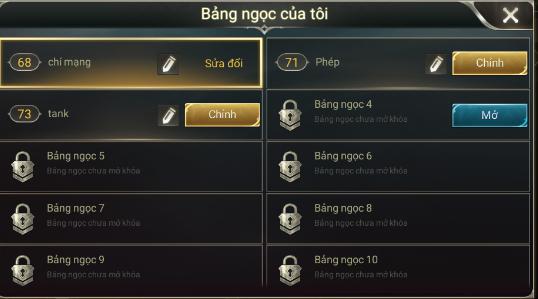 Bảng ngọc của tôi
68 chí mạng Sửa đổi
71 Phép Chỉnh
73 tank Chỉnh
Bảng ngọc 4
Bảng ngọc chưa mở khóa
Mở
Bảng ngọc 5
Bảng ngọc chưa mở khóa
Bảng ngọc 6
Bảng ngọc chưa mở khóa
Bảng ngọc 7
Bảng ngọc chưa mở khóa
Bảng ngọc 8
Bảng ngọc chưa mở khóa
Bảng ngọc 9
Bảng ngọc chưa mở khóa
Bảng ngọc 10
Bảng ngọc chưa mở khóa